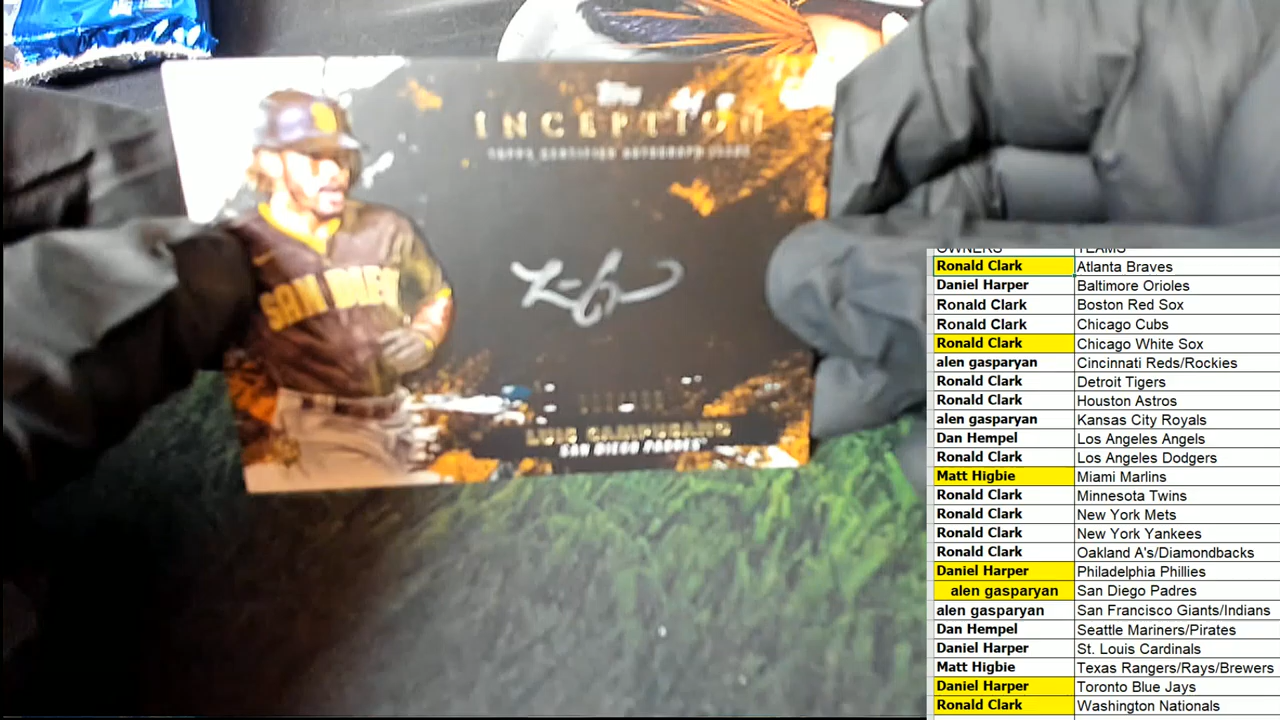 Topps
INCEPTION
TOPPS CERTIFIED AUTOGRAPH ISSUE
SAN DIEGO
LUIS CAMPUSANO
SAN DIEGO PADRES
OWNERS TEAMS
Ronald Clark Atlanta Braves
Daniel Harper Baltimore Orioles
Ronald Clark Boston Red Sox
Ronald Clark Chicago Cubs
Ronald Clark Chicago White Sox
alen gasparyan Cincinnati Reds/Rockies
Ronald Clark Detroit Tigers
Ronald Clark Houston Astros
alen gasparyan Kansas City Royals
Dan Hempel Los Angeles Angels
Ronald Clark Los Angeles Dodgers
Matt Higbie Miami Marlins
Ronald Clark Minnesota Twins
Ronald Clark New York Mets
Ronald Clark New York Yankees
Ronald Clark Oakland A's/Diamondbacks
Daniel Harper Philadelphia Phillies
alen gasparyan San Diego Padres
alen gasparyan San Francisco Giants/Indians
Dan Hempel Seattle Mariners/Pirates
Daniel Harper St. Louis Cardinals
Matt Higbie Texas Rangers/Rays/Brewers
Daniel Harper Toronto Blue Jays
Ronald Clark Washington Nationals